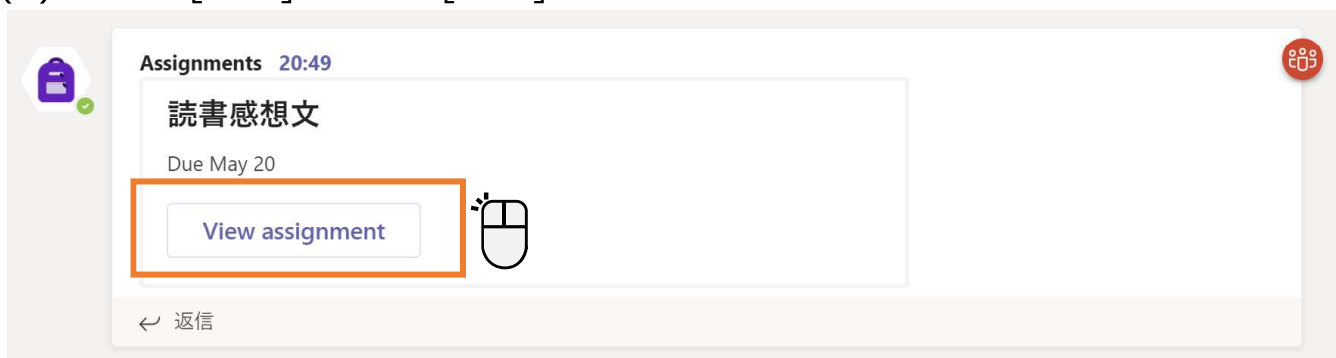 Assignments 20:49
読書感想文
Due May 20
View assignment
返信